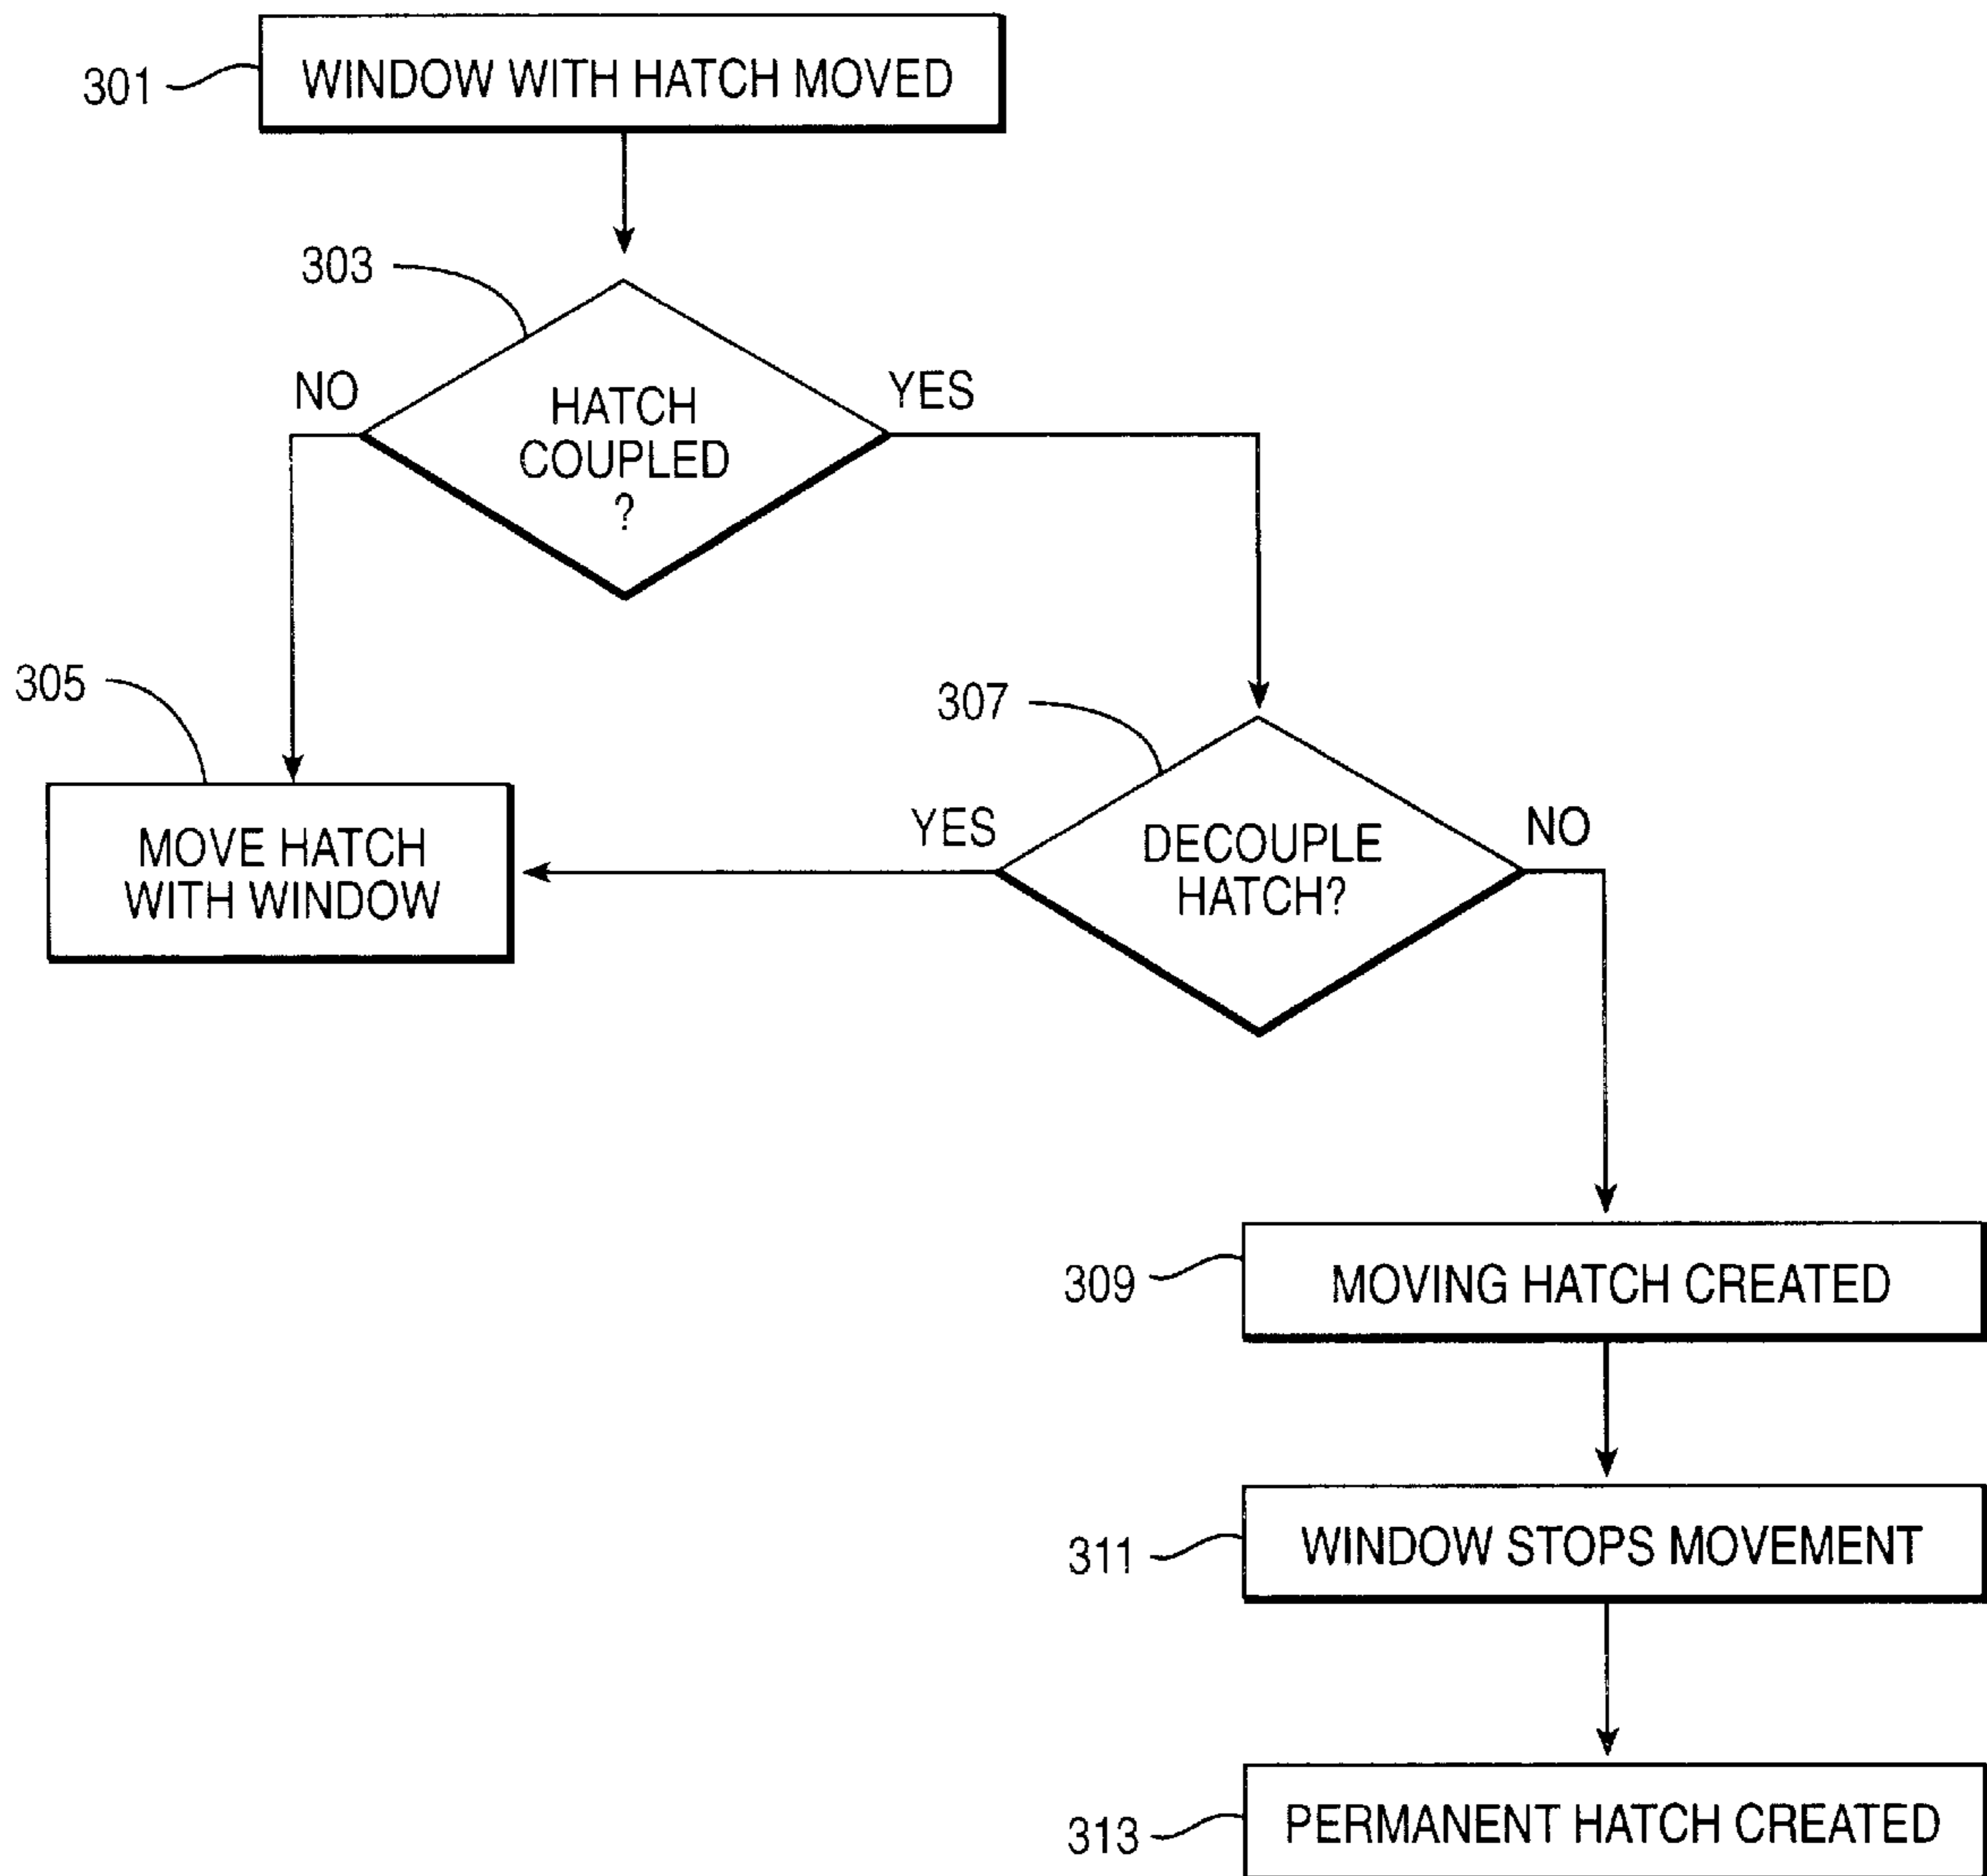 301
WINDOW WITH HATCH MOVED
303
NO
YES
HATCH
COUPLED
?
305
307
MOVE HATCH
WITH WINDOW
YES
DECOUPLE
HATCH?
NO
309
MOVING HATCH CREATED
311
WINDOW STOPS MOVEMENT
313
PERMANENT HATCH CREATED